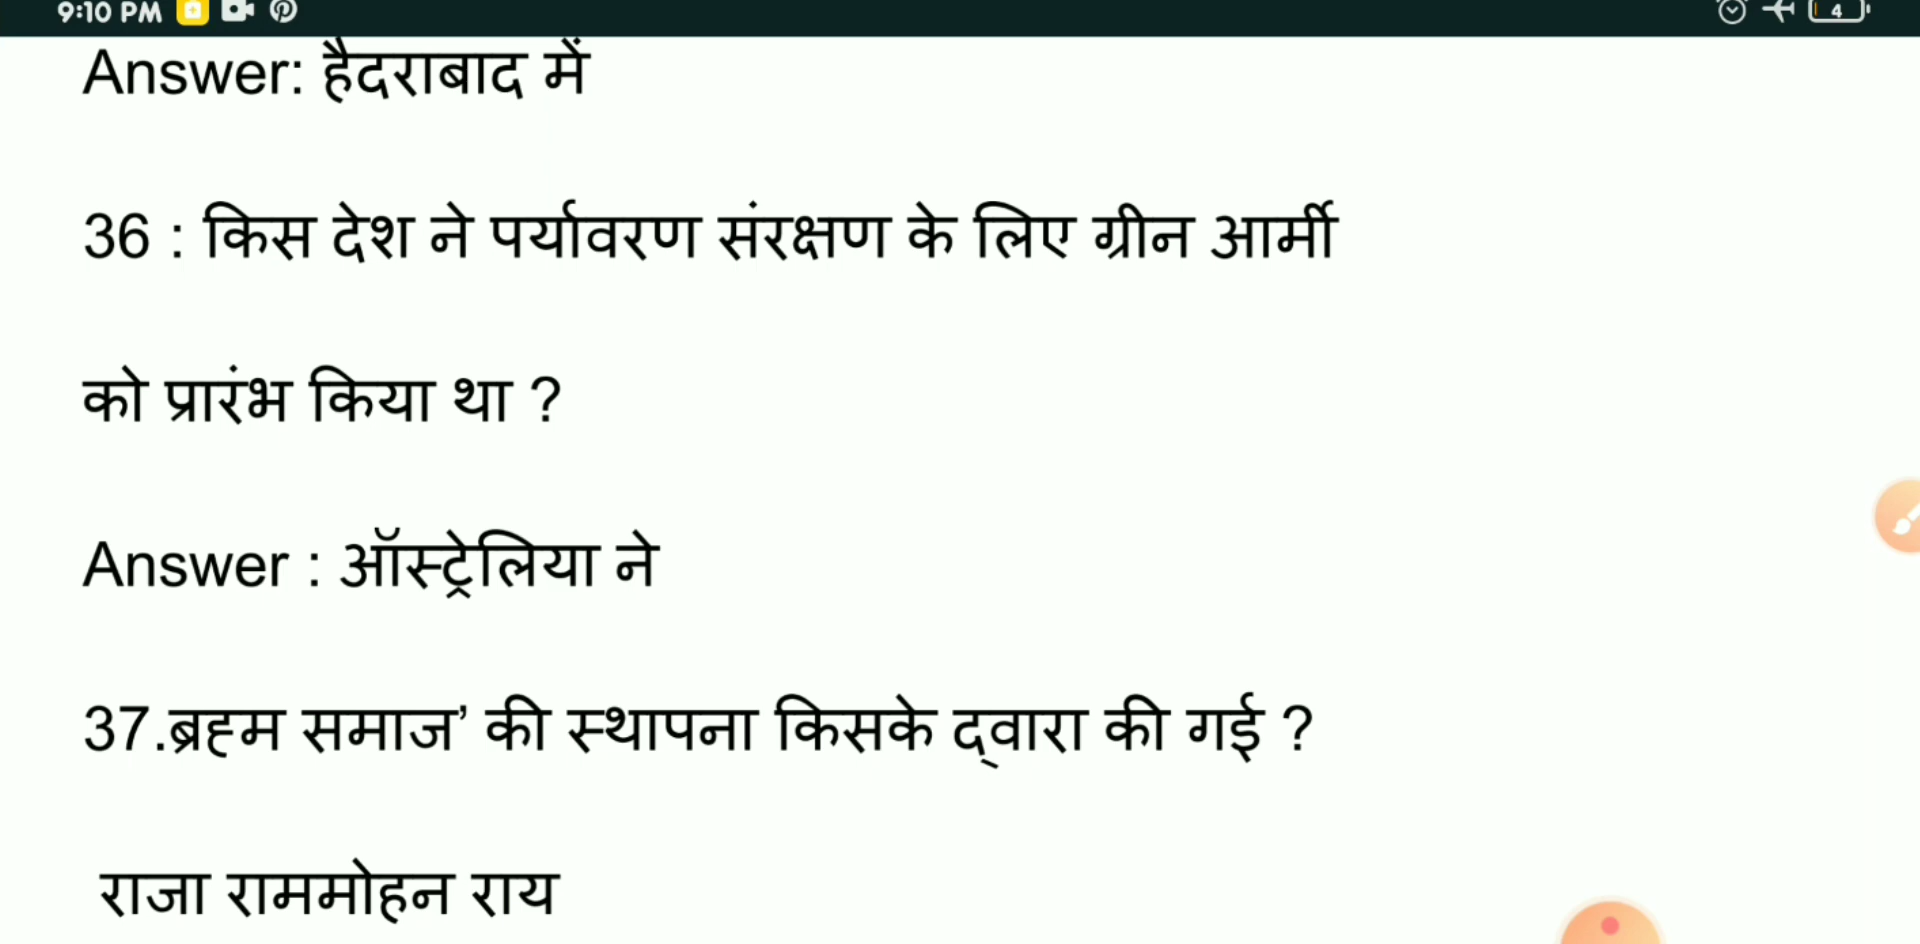 9:10 PM
4
Answer: हैदराबाद में
36 : किस देश ने पर्यावरण संरक्षण के लिए ग्रीन आर्मी
को प्रारंभ किया था ?
Answer : ऑस्ट्रेलिया ने
37.ब्रह्म समाज’ की स्थापना किसके द्वारा की गई ?
राजा राममोहन राय